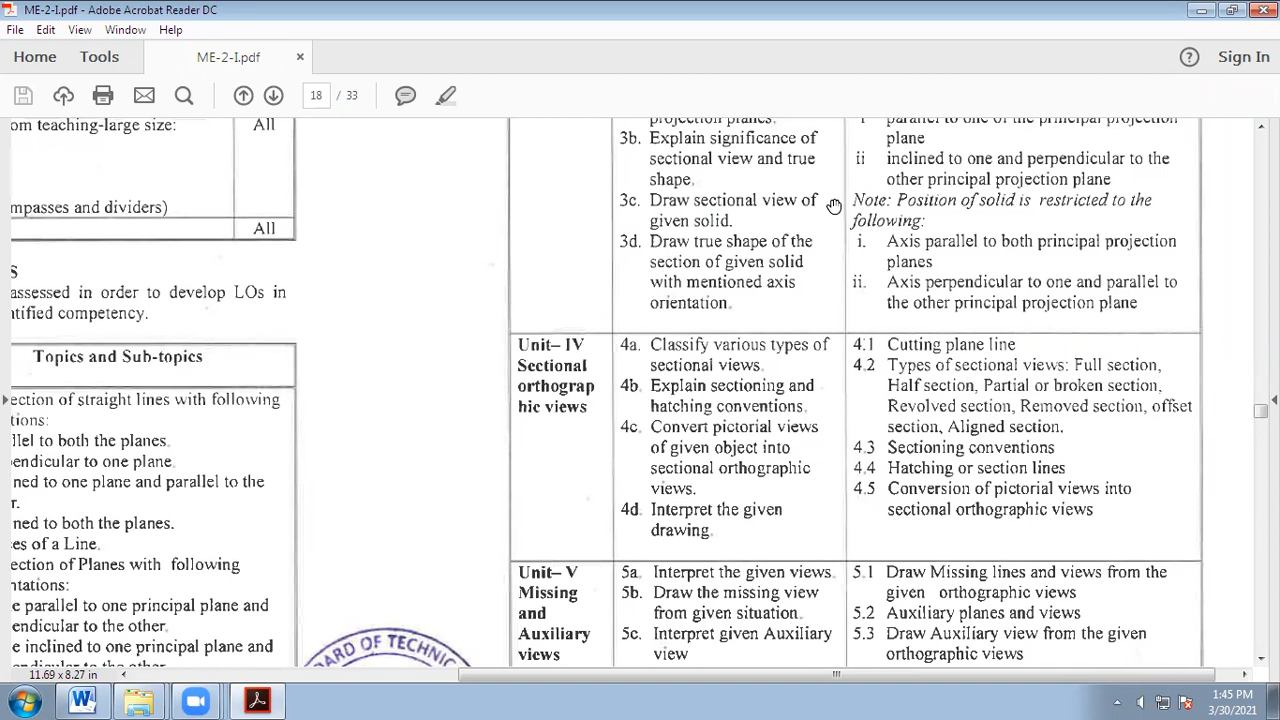 ME-2-I.pdf - Adobe Acrobat Reader DC
File Edit View Window Help
Home Tools ME-2-I.pdf × ? Sign In
18 / 33
om teaching-large size: All
mpasses and dividers)
All
S
assessed in order to develop LOs in
ntified competency.
Topics and Sub-topics
ection of straight lines with following
tions:
llel to both the planes.
pendicular to one plane.
ned to one plane and parallel to the
r.
ned to both the planes.
es of a Line.
ection of Planes with following
ntations:
e parallel to one principal plane and
endicular to the other.
e inclined to one principal plane and
endicular to the other.
BOARD OF TECHNIC
projection planes.
3b. Explain significance of
sectional view and true
shape.
3c. Draw sectional view of
given solid.
3d. Draw true shape of the
section of given solid
with mentioned axis
orientation.
i parallel to one of the principal projection
plane
ii inclined to one and perpendicular to the
other principal projection plane
Note: Position of solid is restricted to the
following:
i. Axis parallel to both principal projection
planes
ii. Axis perpendicular to one and parallel to
the other principal projection plane
Unit– IV
Sectional
orthograp
hic views
4a. Classify various types of
sectional views.
4b. Explain sectioning and
hatching conventions.
4c. Convert pictorial views
of given object into
sectional orthographic
views.
4d. Interpret the given
drawing.
4.1 Cutting plane line
4.2 Types of sectional views: Full section,
Half section, Partial or broken section,
Revolved section, Removed section, offset
section, Aligned section.
4.3 Sectioning conventions
4.4 Hatching or section lines
4.5 Conversion of pictorial views into
sectional orthographic views
Unit– V
Missing
and
Auxiliary
views
5a. Interpret the given views.
5b. Draw the missing view
from given situation.
5c. Interpret given Auxiliary
view
5.1 Draw Missing lines and views from the
given orthographic views
5.2 Auxiliary planes and views
5.3 Draw Auxiliary view from the given
orthographic views
11.69 x 8.27 in
1:45 PM
3/30/2021